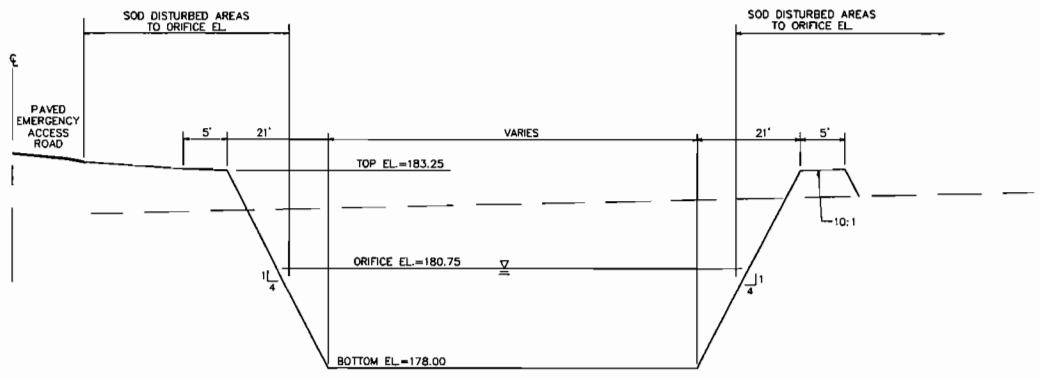 SOD DISTURBED AREAS
TO ORIFICE EL.
SOD DISTURBED AREAS
TO ORIFICE EL.
℄
PAVED
EMERGENCY
ACCESS
ROAD
5'
21'
VARIES
21'
5'
TOP EL.=183.25
10:1
ORIFICE EL.=180.75
1
4
1
4
BOTTOM EL.=178.00